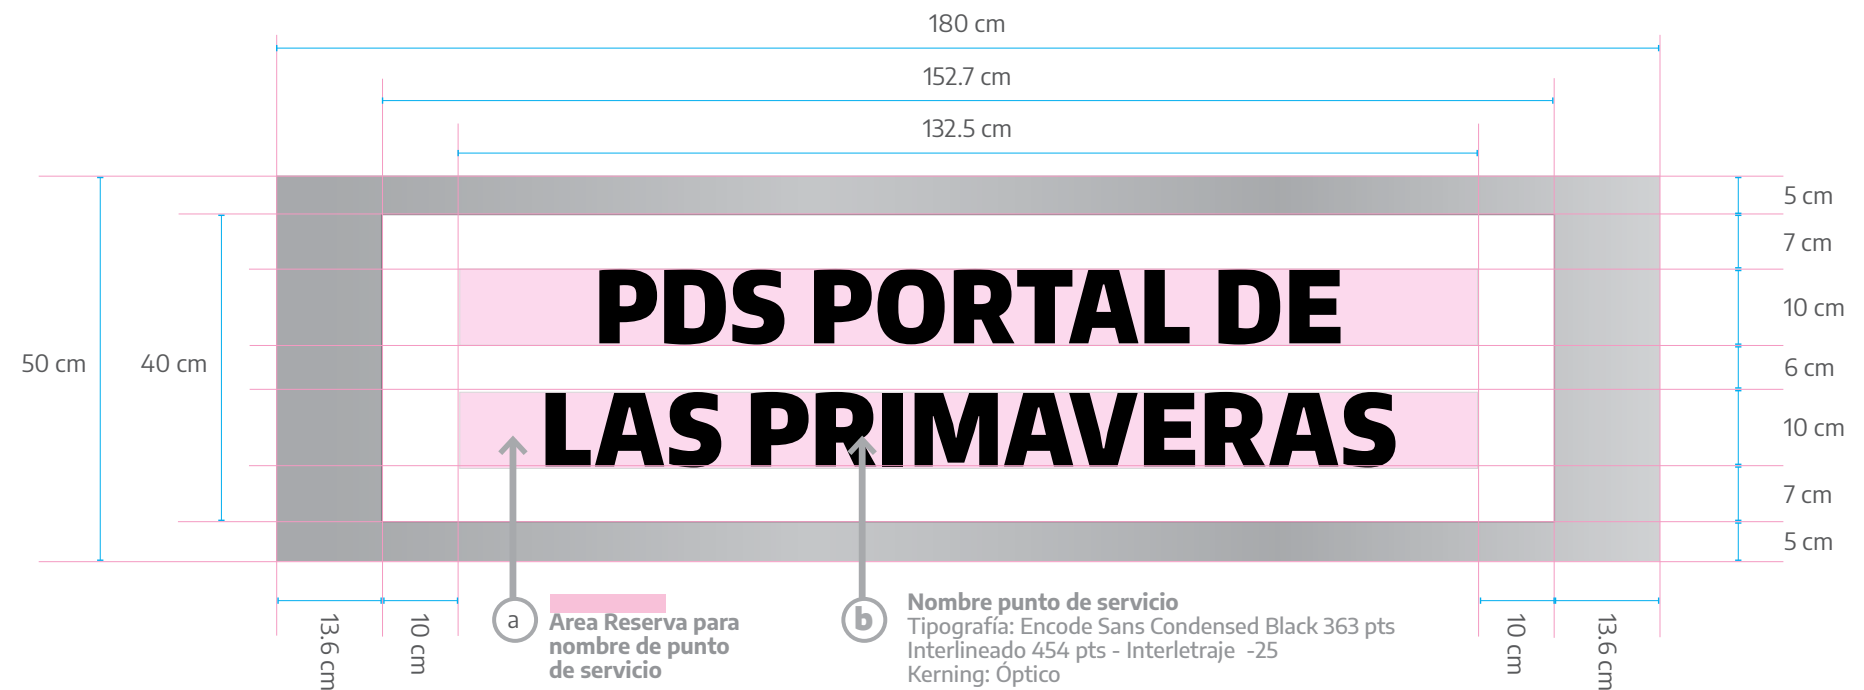 180 cm
152.7 cm
132.5 cm
5 cm
7 cm
PDS PORTAL DE
10 cm
50 cm
40 cm
6 cm
LAS PRIMAVERAS
10 cm
7 cm
5 cm
13.6 cm
10 cm
a
Area Reserva para
nombre de punto
de servicio
b
Nombre punto de servicio
Tipografía: Encode Sans Condensed Black 363 pts
Interlineado 454 pts - Interletraje -25
Kerning: Óptico
10 cm
13.6 cm